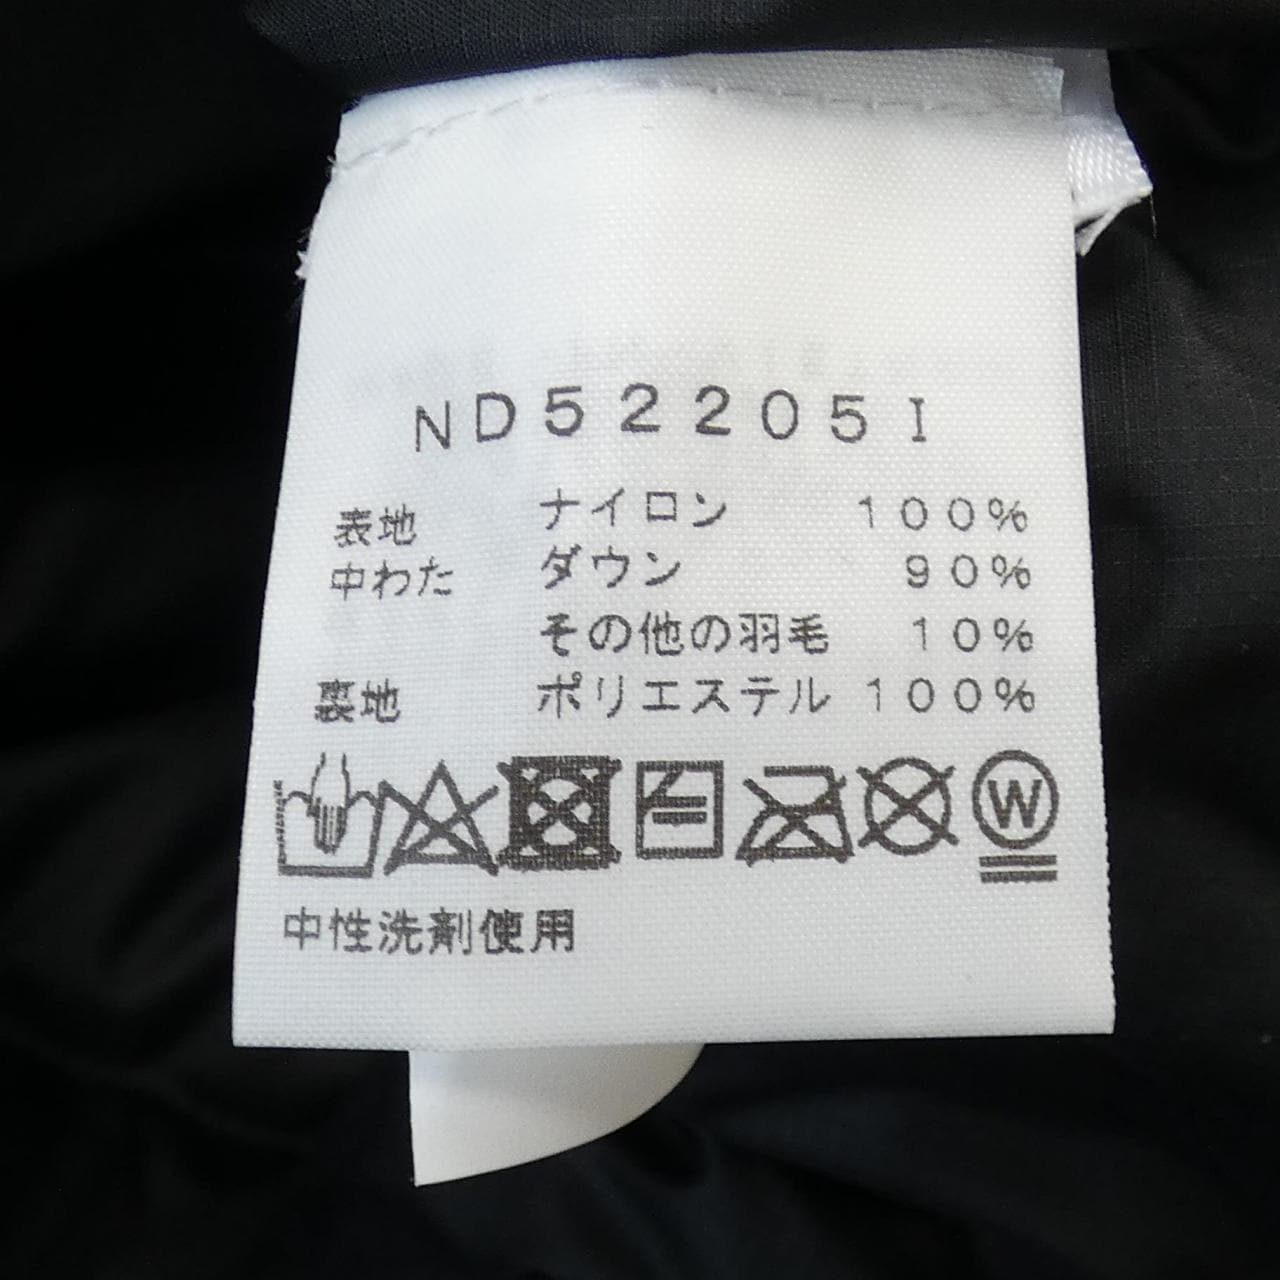 ND52205I
表地 ナイロン 100%
中わた ダウン 90%
その他の羽毛 10%
裏地 ポリエステル 100%
W
中性洗剤使用